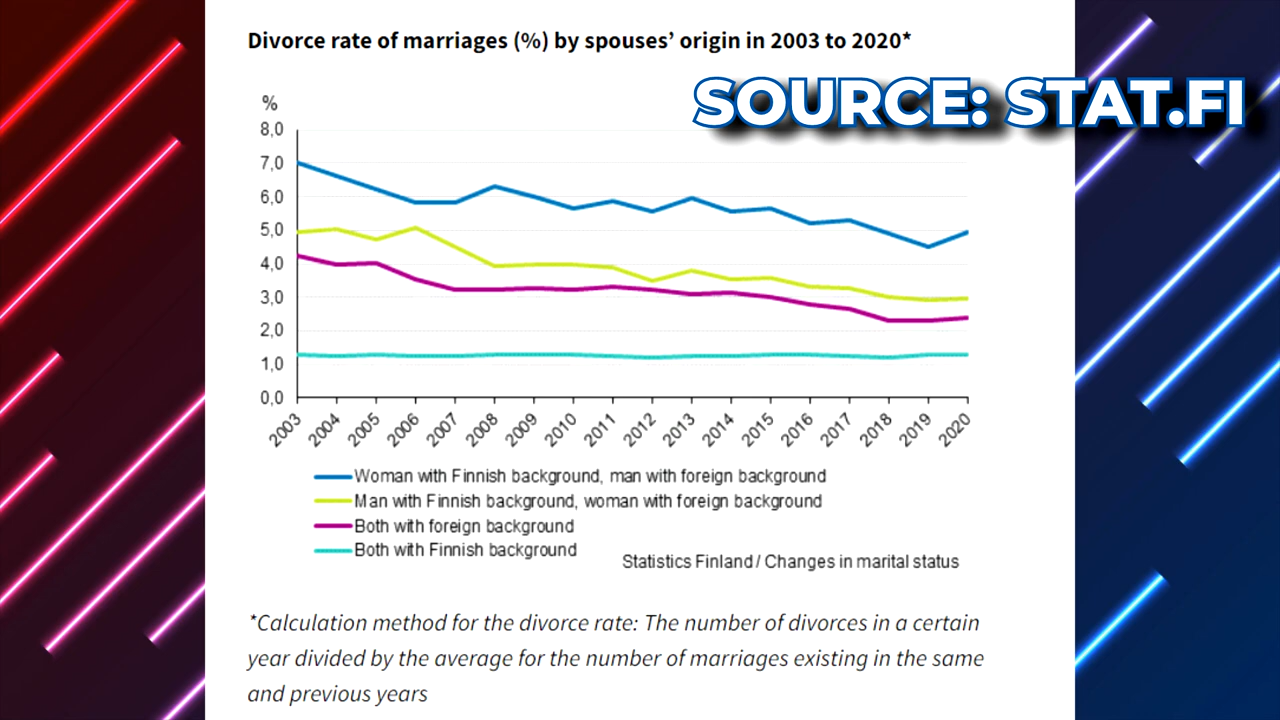 Divorce rate of marriages (%) by spouses’ origin in 2003 to 2020*
SOURCE: STAT.FI
%
8,0
7,0
6,0
5,0
4,0
3,0
2,0
1,0
0,0
2003 2004 2005 2006 2007 2008 2009 2010 2011 2012 2013 2014 2015 2016 2017 2018 2019 2020
Woman with Finnish background, man with foreign background
Man with Finnish background, woman with foreign background
Both with foreign background
Both with Finnish background
Statistics Finland / Changes in marital status
*Calculation method for the divorce rate: The number of divorces in a certain
year divided by the average for the number of marriages existing in the same
and previous years